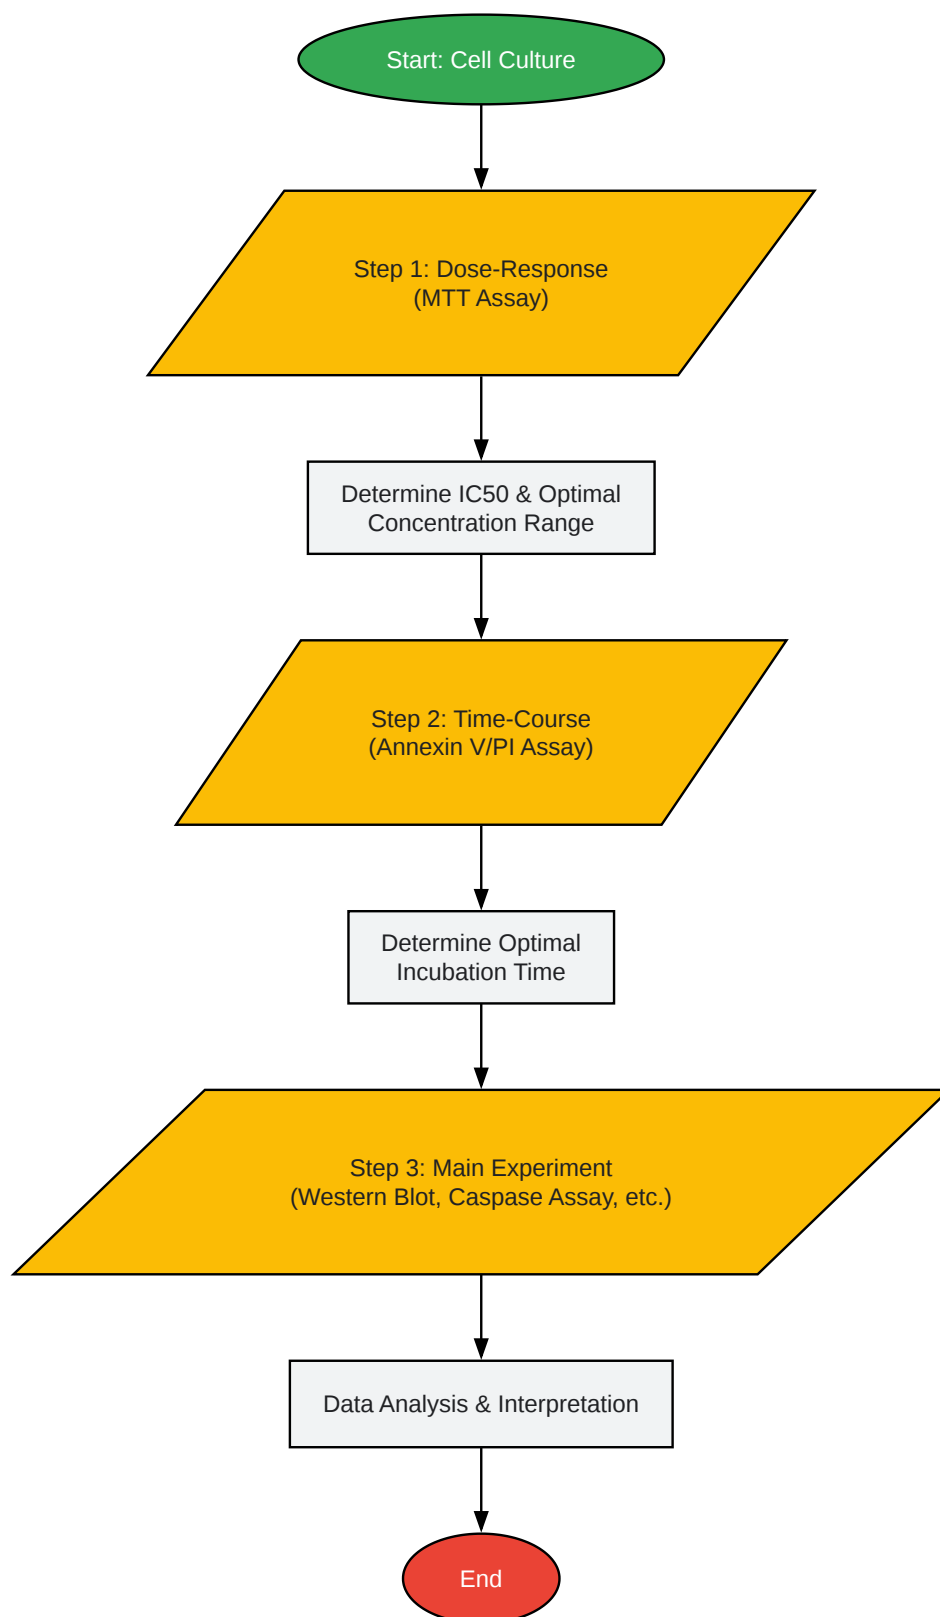 Start: Cell Culture
Step 1: Dose-Response
(MTT Assay)
Determine IC50 & Optimal
Concentration Range
Step 2: Time-Course
(Annexin V/PI Assay)
Determine Optimal
Incubation Time
Step 3: Main Experiment
(Western Blot, Caspase Assay, etc.)
Data Analysis & Interpretation
End